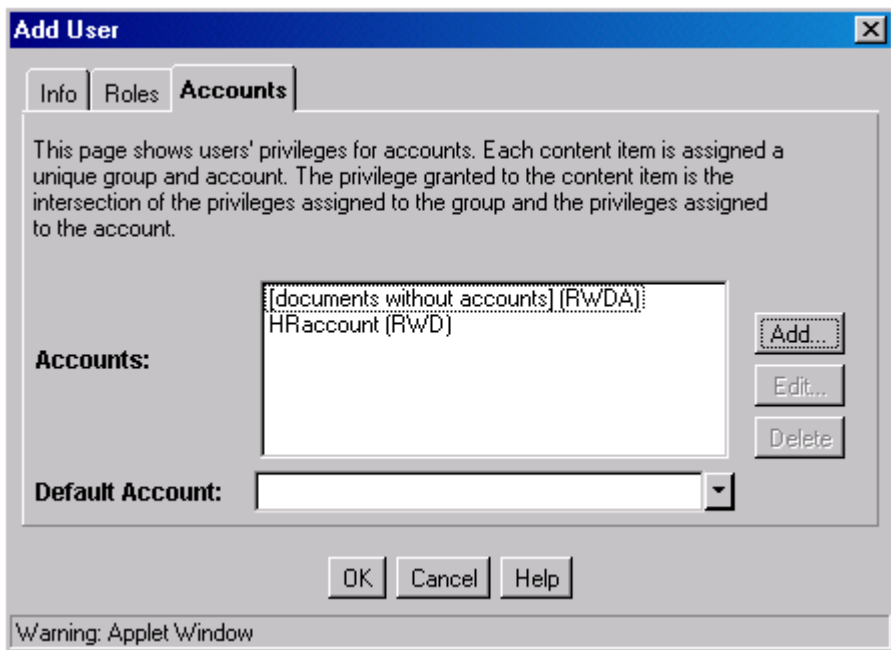 Add User
Info Roles Accounts
This page shows users' privileges for accounts. Each content item is assigned a
unique group and account. The privilege granted to the content item is the
intersection of the privileges assigned to the group and the privileges assigned
to the account.
[documents without accounts] (RWDA)
HRaccount (RWD)
Accounts:
Add...
Edit...
Delete
Default Account:
OK Cancel Help
Warning: Applet Window